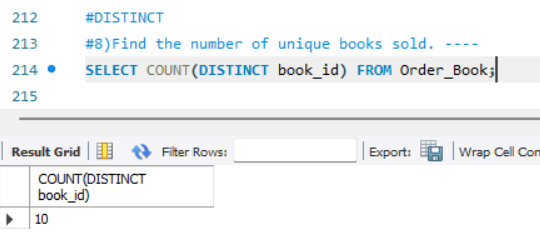 212 #DISTINCT
213 #8)Find the number of unique books sold. ----
214 SELECT COUNT(DISTINCT book_id) FROM Order_Book;
215
Result Grid Filter Rows: Export: Wrap Cell Con
COUNT(DISTINCT
book_id)
10